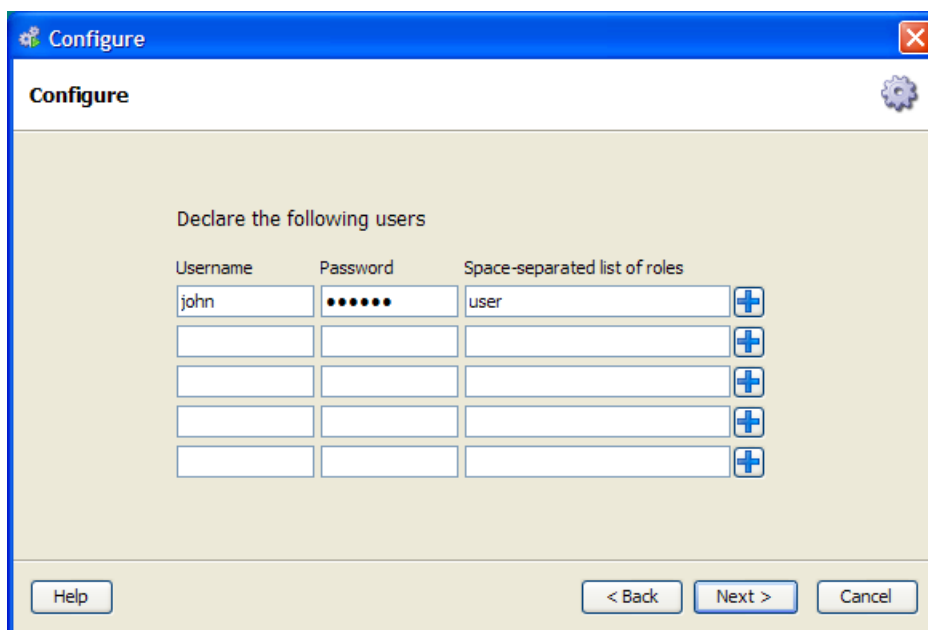 Configure
Configure
Declare the following users
Username Password Space-separated list of roles
john •••••• user
Help < Back Next > Cancel